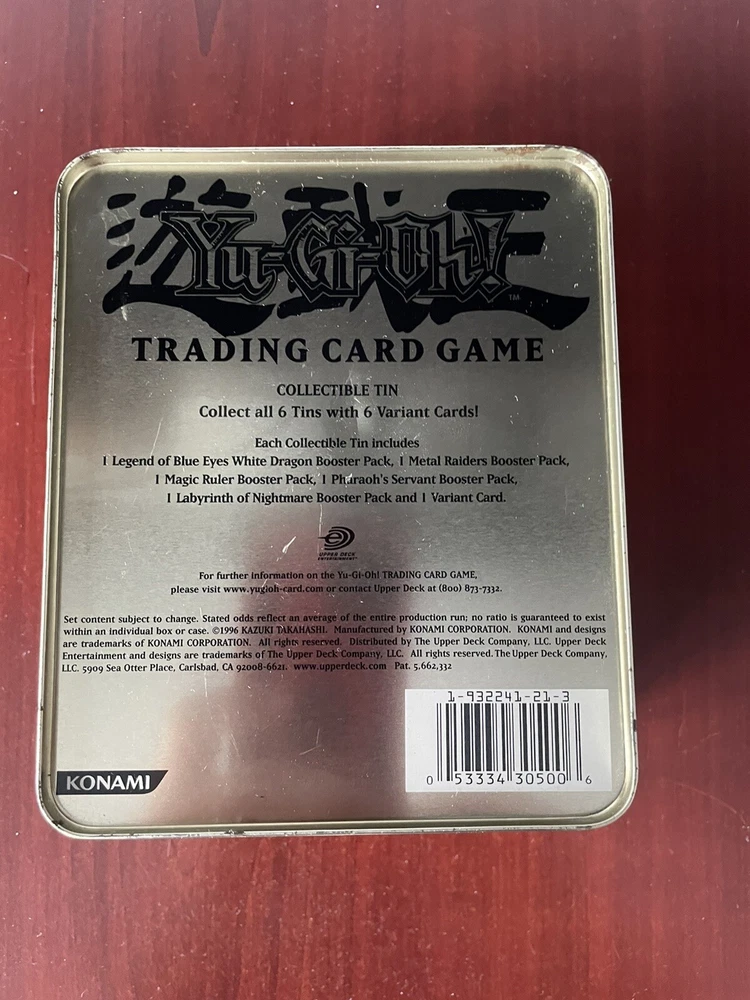 遊戯王
Yu-Gi-Oh!
TM
TRADING CARD GAME
COLLECTIBLE TIN
Collect all 6 Tins with 6 Variant Cards!
Each Collectible Tin includes
1 Legend of Blue Eyes White Dragon Booster Pack, 1 Metal Raiders Booster Pack,
1 Magic Ruler Booster Pack, 1 Pharaoh's Servant Booster Pack,
1 Labyrinth of Nightmare Booster Pack and 1 Variant Card.
UPPER DECK
ENTERTAINMENT
For further information on the Yu-Gi-Oh! TRADING CARD GAME,
please visit www.yugioh-card.com or contact Upper Deck at (800) 873-7332.
Set content subject to change. Stated odds reflect an average of the entire production run; no ratio is guaranteed to exist
within an individual box or case. ©1996 KAZUKI TAKAHASHI. Manufactured by KONAMI CORPORATION. KONAMI and designs
are trademarks of KONAMI CORPORATION. All rights reserved. Distributed by The Upper Deck Company, LLC. Upper Deck
Entertainment and designs are trademarks of The Upper Deck Company, LLC. All rights reserved. The Upper Deck Company,
LLC. 5909 Sea Otter Place, Carlsbad, CA 92008-6621. www.upperdeck.com Pat. 5,662,332
1-932241-21-3
0 53334 30500 6
KONAMI